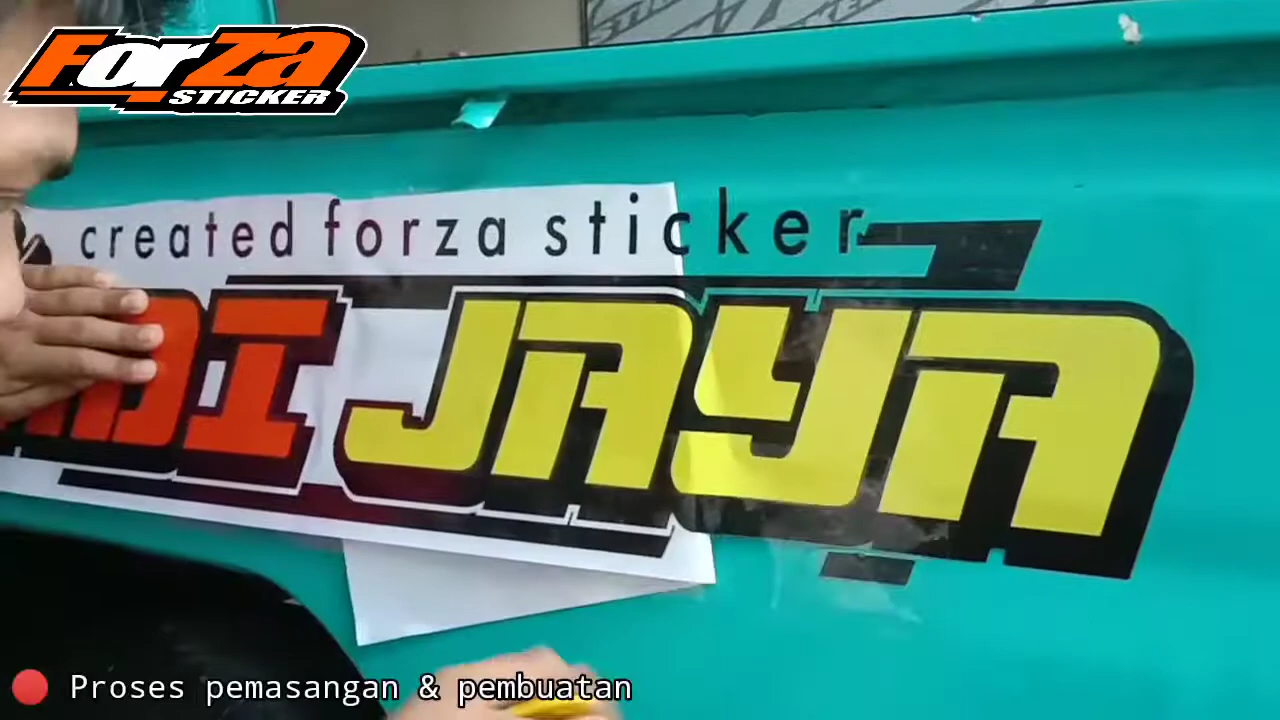 Forza
STICKER
created forza sticker
JAYA
Proses pemasangan & pembuatan